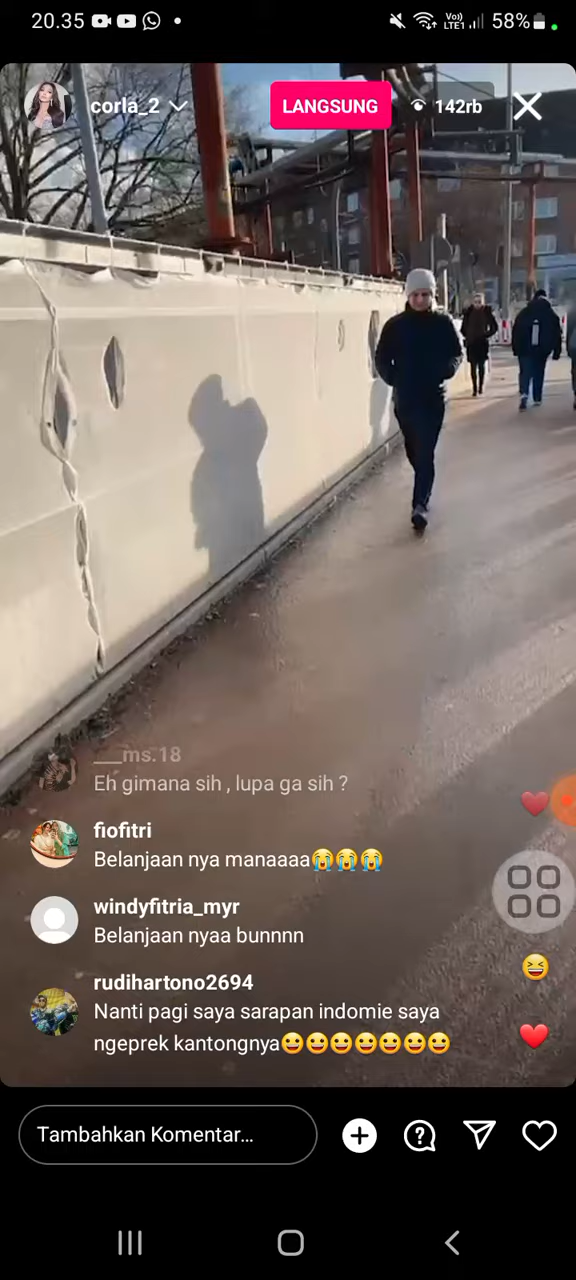 20.35
Vo)) LTE1
58%
corla_2
LANGSUNG
142rb
___ms.18
Eh gimana sih , lupa ga sih ?
fiofitri
Belanjaan nya manaaaa😭😭😭
windyfitria_myr
Belanjaan nyaa bunnnn
rudihartono2694
Nanti pagi saya sarapan indomie saya
ngeprek kantongnya😆😆😆😆😆😆😆
Tambahkan Komentar...